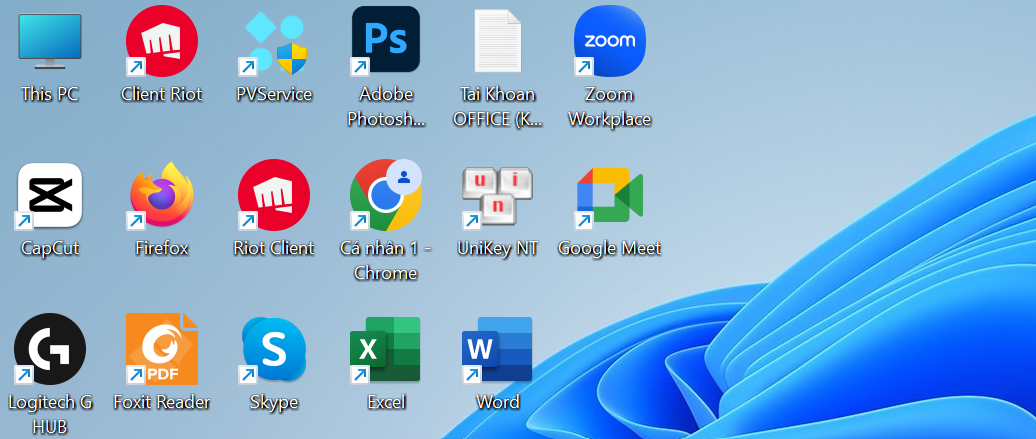 This PC
Client Riot
PVService
Ps
Adobe
Photosh...
Tai Khoan
OFFICE (K...
zoom
Zoom
Workplace
CapCut
Firefox
Riot Client
Cá nhân 1 -
Chrome
u i
n
UniKey NT
Google Meet
G
Logitech G
HUB
PDF
Foxit Reader
S
Skype
X
Excel
W
Word